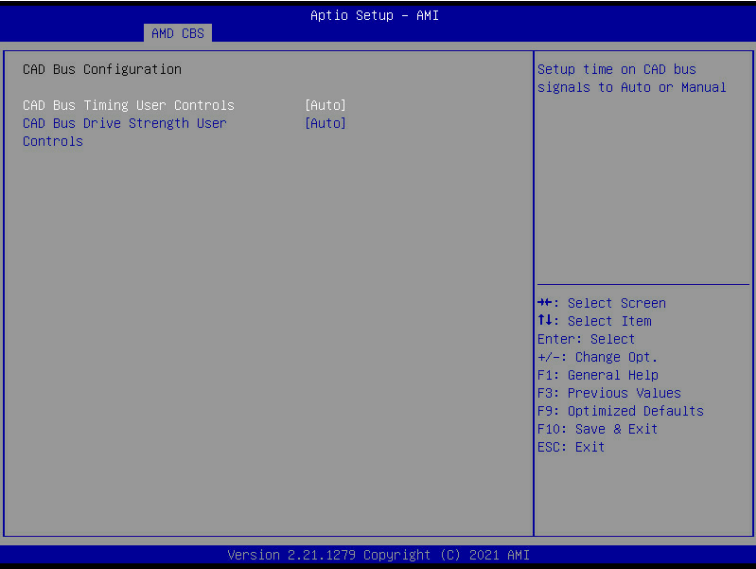 Aptio Setup – AMI
AMD CBS
CAD Bus Configuration
CAD Bus Timing User Controls [Auto]
CAD Bus Drive Strength User [Auto]
Controls
Setup time on CAD bus
signals to Auto or Manual
→←: Select Screen
↑↓: Select Item
Enter: Select
+/-: Change Opt.
F1: General Help
F3: Previous Values
F9: Optimized Defaults
F10: Save & Exit
ESC: Exit
Version 2.21.1279 Copyright (C) 2021 AMI